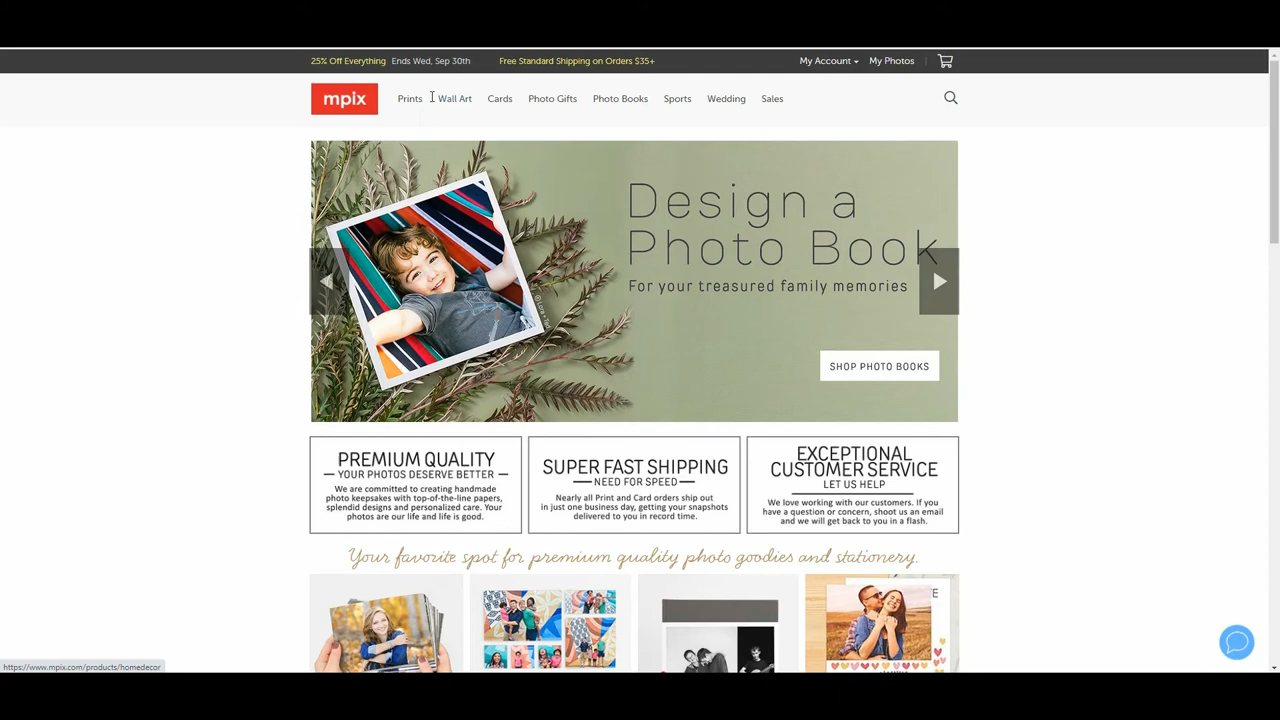 25% Off Everything Ends Wed, Sep 30th Free Standard Shipping on Orders $35+ My Account My Photos
mpix Prints Wall Art Cards Photo Gifts Photo Books Sports Wedding Sales
Design a
Photo Book
For your treasured family memories
SHOP PHOTO BOOKS
PREMIUM QUALITY
YOUR PHOTOS DESERVE BETTER
We are committed to creating handmade
photo keepsakes with top-of-the-line papers,
splendid designs and personalized care. Your
photos are our life and life is good.
SUPER FAST SHIPPING
NEED FOR SPEED
Nearly all Print and Card orders ship out
in just one business day, getting your snapshots
delivered to you in record time.
EXCEPTIONAL
CUSTOMER SERVICE
LET US HELP
We love working with our customers. If you
have a question or concern, shoot us an email
and we will get back to you in a flash.
Your favorite spot for premium quality photo goodies and stationery.
https://www.mpix.com/products/homedecor